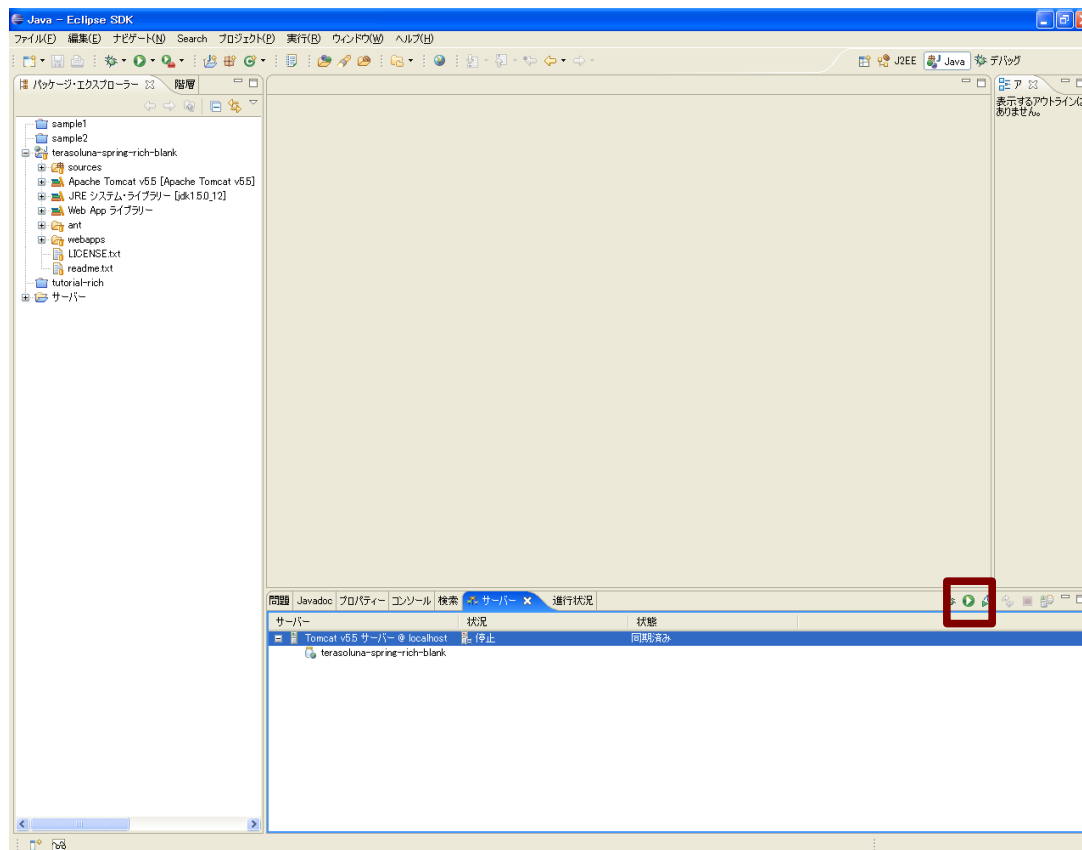 Java - Eclipse SDK
ファイル(F) 編集(E) ナビゲート(N) Search プロジェクト(P) 実行(R) ウィンドウ(W) ヘルプ(H)
J2EE Java デバッグ
パッケージ・エクスプローラー 階層
ア
表示するアウトラインは
ありません。
sample1
sample2
terasoluna-spring-rich-blank
sources
Apache Tomcat v5.5 [Apache Tomcat v5.5]
JRE システム・ライブラリー [jdk1.5.0_12]
Web App ライブラリー
ant
webapps
LICENSE.txt
readme.txt
tutorial-rich
サーバー
問題 Javadoc プロパティー コンソール 検索 サーバー 進行状況
サーバー 状況 状態
Tomcat v5.5 サーバー @ localhost 停止 同期済み
terasoluna-spring-rich-blank